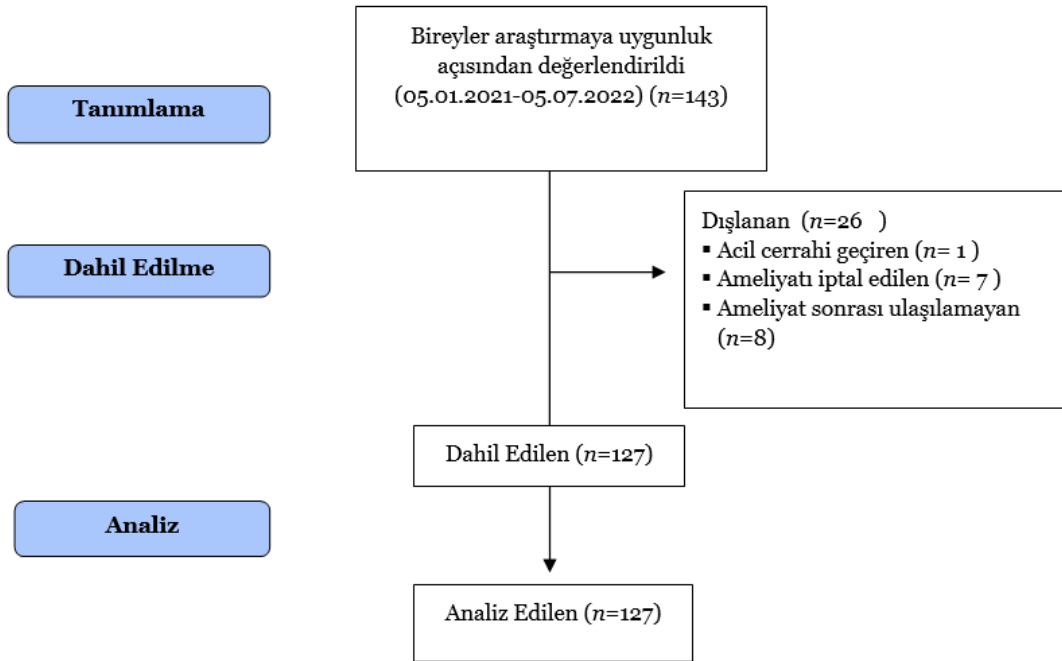 Bireyler araştırmaya uygunluk
açısından değerlendirildi
(05.01.2021-05.07.2022) (n=143)
Tanımlama
Dışlanan (n=26 )
▪ Acil cerrahi geçiren (n= 1 )
▪ Ameliyatı iptal edilen (n= 7 )
▪ Ameliyat sonrası ulaşılamayan
(n=8)
Dahil Edilme
Dahil Edilen (n=127)
Analiz
Analiz Edilen (n=127)